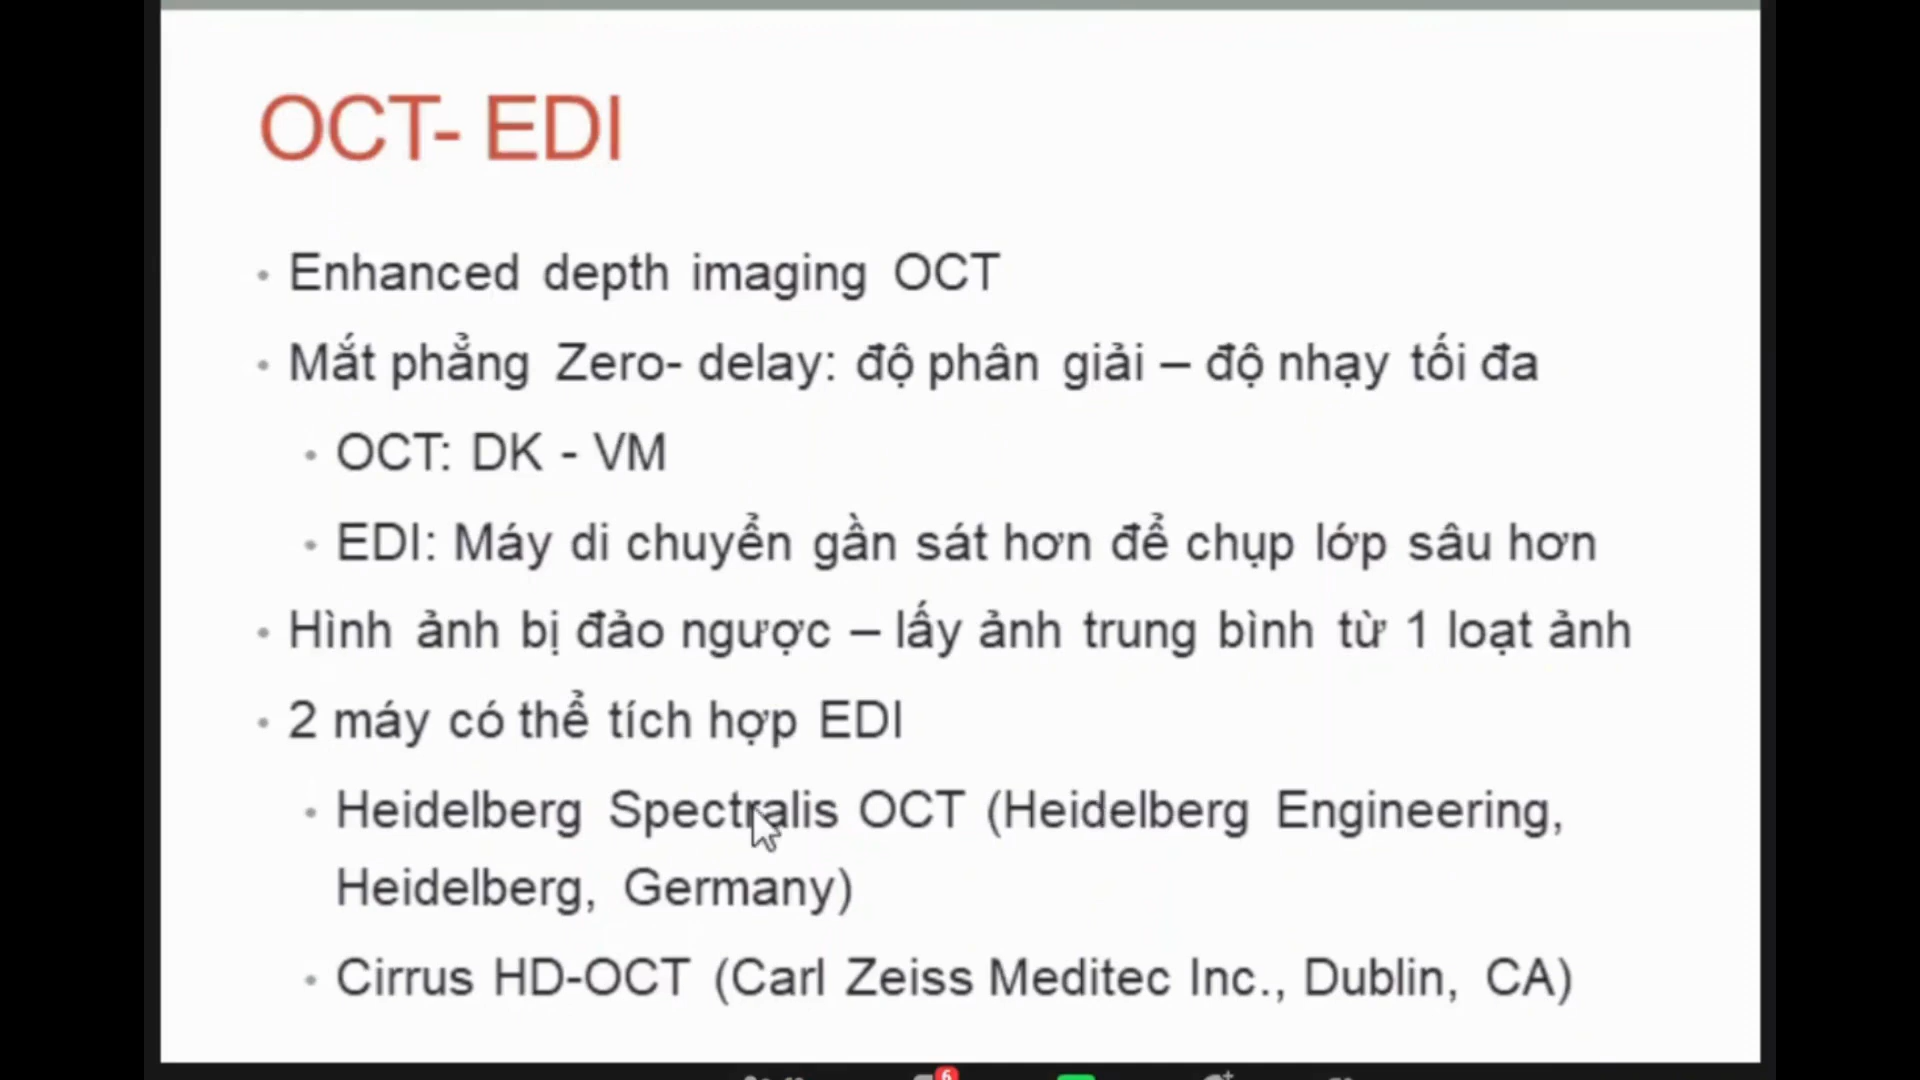 OCT- EDI
Enhanced depth imaging OCT
Mắt phẳng Zero- delay: độ phân giải – độ nhạy tối đa
OCT: DK - VM
EDI: Máy di chuyển gần sát hơn để chụp lớp sâu hơn
Hình ảnh bị đảo ngược – lấy ảnh trung bình từ 1 loạt ảnh
2 máy có thể tích hợp EDI
Heidelberg Spectralis OCT (Heidelberg Engineering,
Heidelberg, Germany)
Cirrus HD-OCT (Carl Zeiss Meditec Inc., Dublin, CA)
6